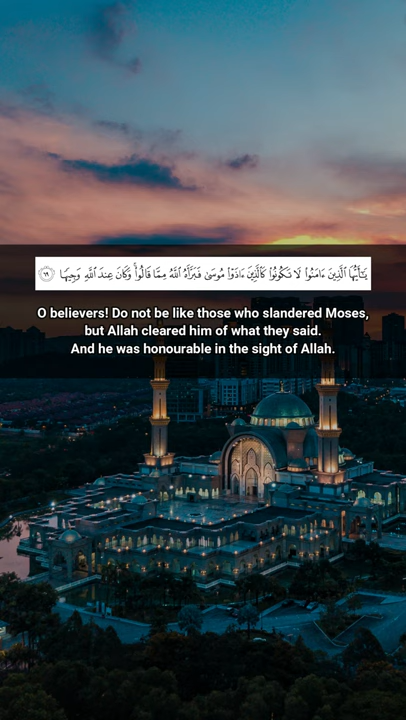 يَٰٓأَيُّهَا ٱلَّذِينَ ءَامَنُوا۟ لَا تَكُونُوا۟ كَٱلَّذِينَ ءَاذَوْا۟ مُوسَىٰ فَبَرَّأَهُ ٱللَّهُ مِمَّا قَالُوا۟ ۚ وَكَانَ عِندَ ٱللَّهِ وَجِيهًا ٦٩
O believers! Do not be like those who slandered Moses,
but Allah cleared him of what they said.
And he was honourable in the sight of Allah.